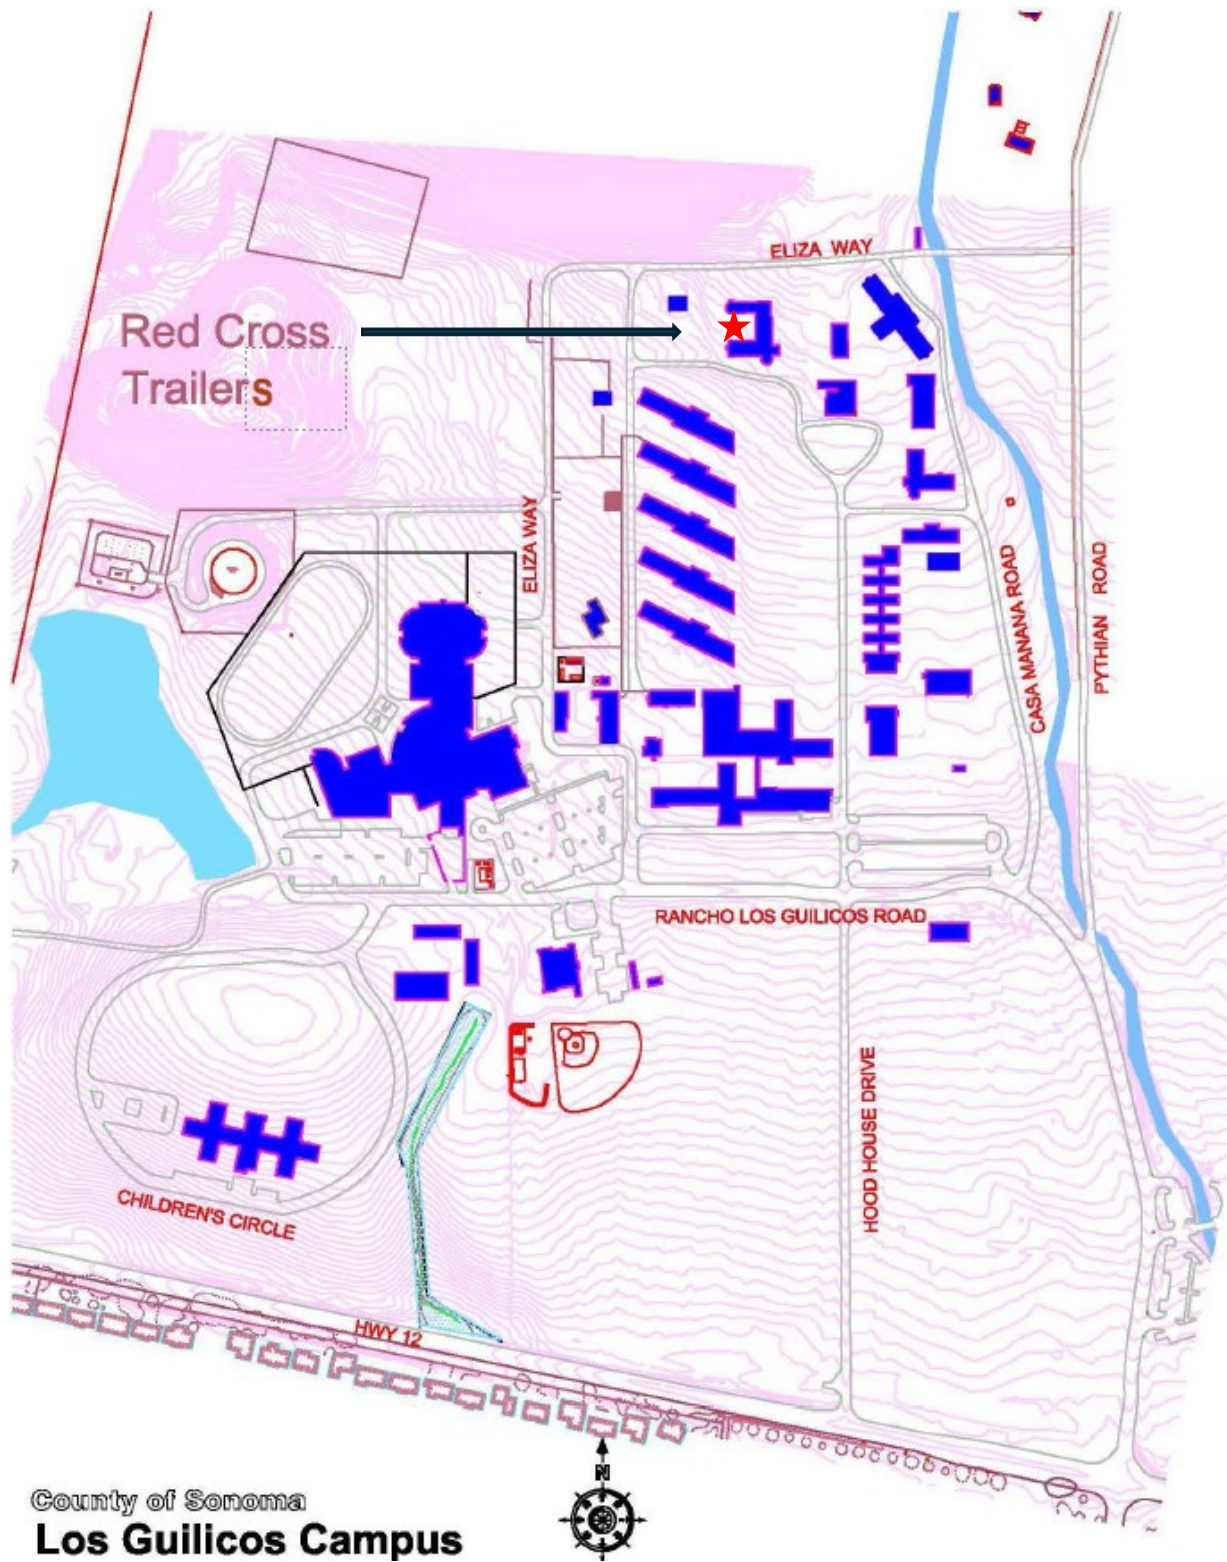 ELIZA WAY
Red Cross
Trailers
ELIZA WAY
CASA MANANA ROAD
PYTHIAN ROAD
RANCHO LOS GUILICOS ROAD
HOOD HOUSE DRIVE
CHILDREN'S CIRCLE
HWY 12
N
County of Sonoma
Los Guilicos Campus